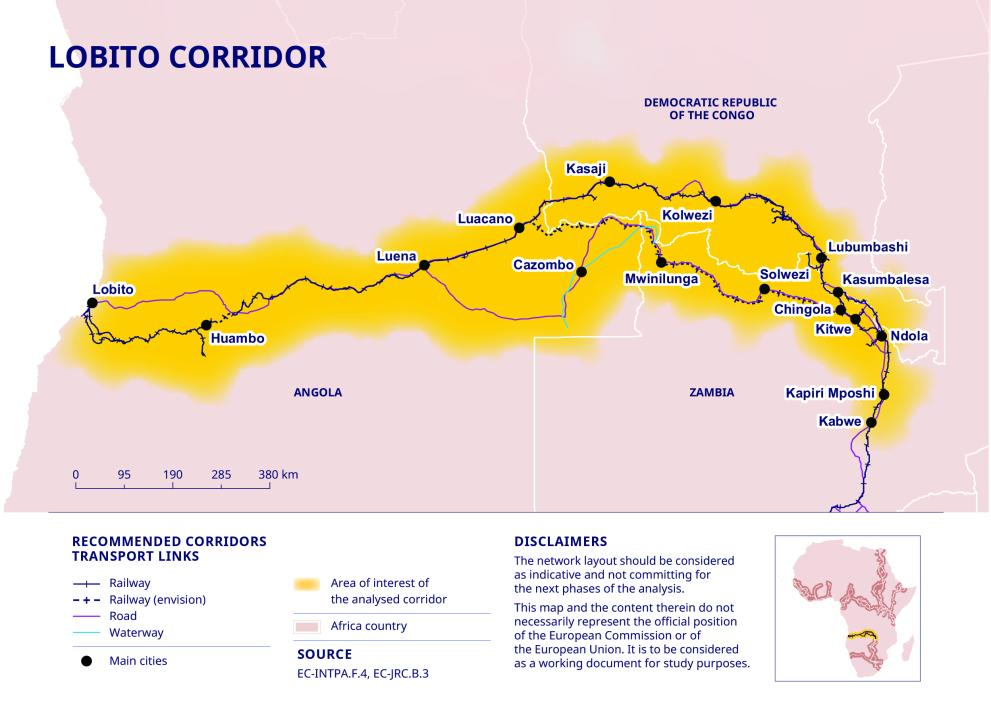 LOBITO CORRIDOR
DEMOCRATIC REPUBLIC
OF THE CONGO
Kasaji
Kolwezi
Luacano
Lubumbashi
Luena
Cazombo
Mwinilunga
Solwezi
Kasumbalesa
Lobito
Chingola
Kitwe
Ndola
Huambo
ANGOLA
ZAMBIA
Kapiri Mposhi
Kabwe
0 95 190 285 380 km
RECOMMENDED CORRIDORS
TRANSPORT LINKS
Railway
Railway (envision)
Road
Waterway
Main cities
Area of interest of
the analysed corridor
Africa country
SOURCE
EC-INTPA.F.4, EC-JRC.B.3
DISCLAIMERS
The network layout should be considered
as indicative and not committing for
the next phases of the analysis.
This map and the content therein do not
necessarily represent the official position
of the European Commission or of
the European Union. It is to be considered
as a working document for study purposes.